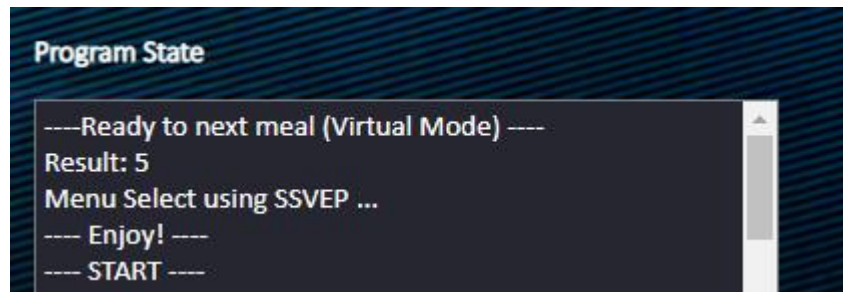 Program State
----Ready to next meal (Virtual Mode) ----
Result: 5
Menu Select using SSVEP ...
---- Enjoy! ----
---- START ----